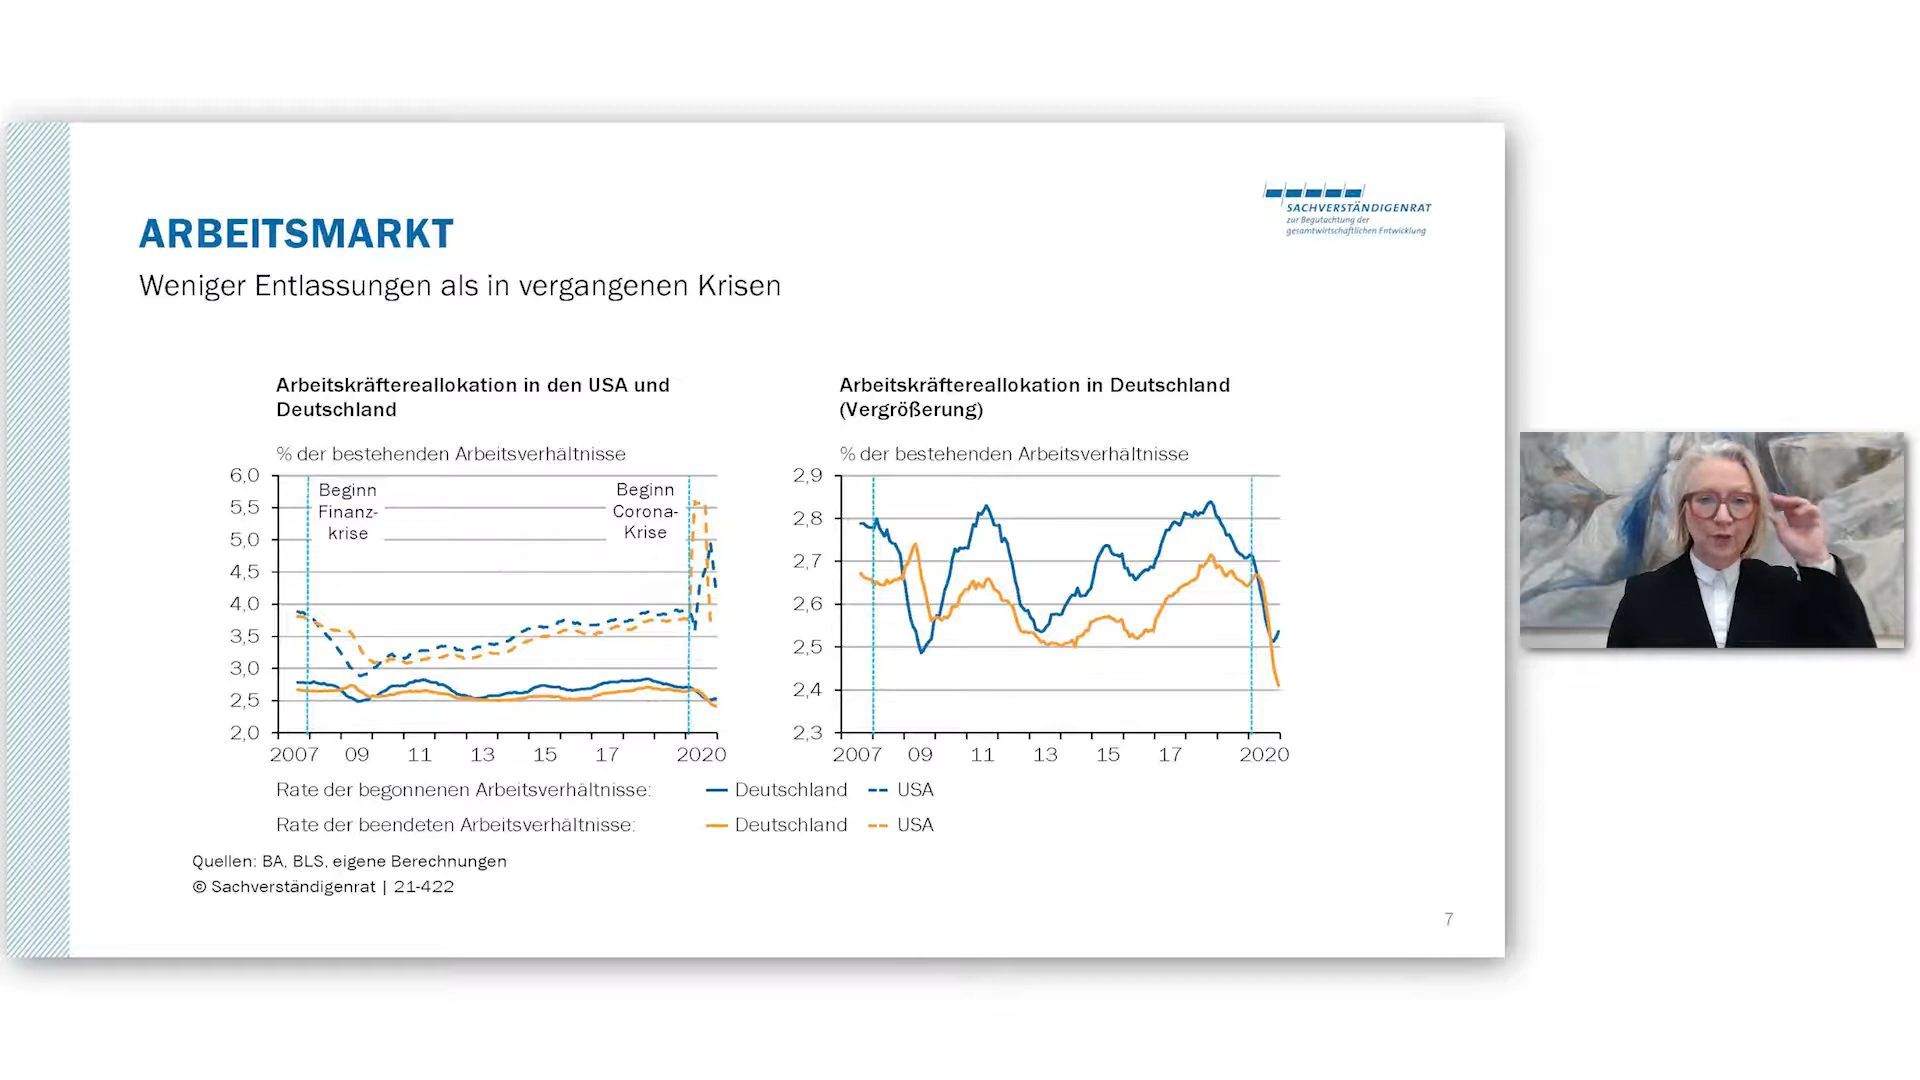 SACHVERSTÄNDIGENRAT
zur Begutachtung der
gesamtwirtschaftlichen Entwicklung
ARBEITSMARKT
Weniger Entlassungen als in vergangenen Krisen
Arbeitskräftereallokation in den USA und
Deutschland
% der bestehenden Arbeitsverhältnisse
6,0
5,5
5,0
4,5
4,0
3,5
3,0
2,5
2,0
Beginn
Finanz-
krise
Beginn
Corona-
Krise
2007 09 11 13 15 17 2020
Arbeitskräftereallokation in Deutschland
(Vergrößerung)
% der bestehenden Arbeitsverhältnisse
2,9
2,8
2,7
2,6
2,5
2,4
2,3
2007 09 11 13 15 17 2020
Rate der begonnenen Arbeitsverhältnisse: Deutschland USA
Rate der beendeten Arbeitsverhältnisse: Deutschland USA
Quellen: BA, BLS, eigene Berechnungen
© Sachverständigenrat | 21-422
7